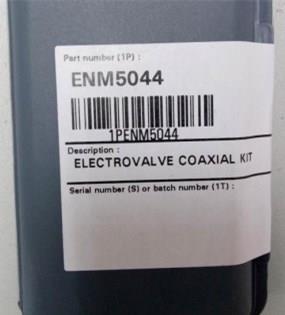 Part number (1P) :
ENM5044
1PENM5044
Description :
ELECTROVALVE COAXIAL KIT
Serial number (S) or batch number (1T) :